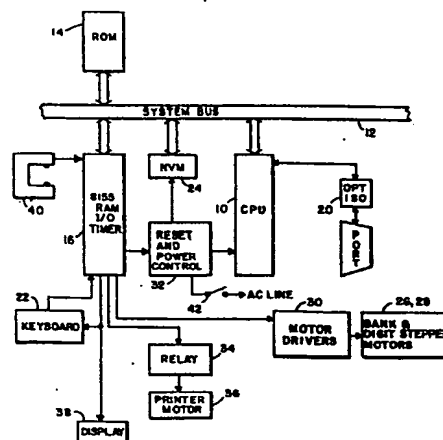 14
ROM
SYSTEM BUS
12
40
8155
RAM
I/O
TIMER
16
NVM
24
10
CPU
OPT
ISO
20
PORT
RESET
AND
POWER
CONTROL
32
42
AC LINE
22
KEYBOARD
30
MOTOR
DRIVERS
26, 28
BANK &
DIGIT STEPPER
MOTORS
RELAY
34
PRINTER
MOTOR
36
38
DISPLAY